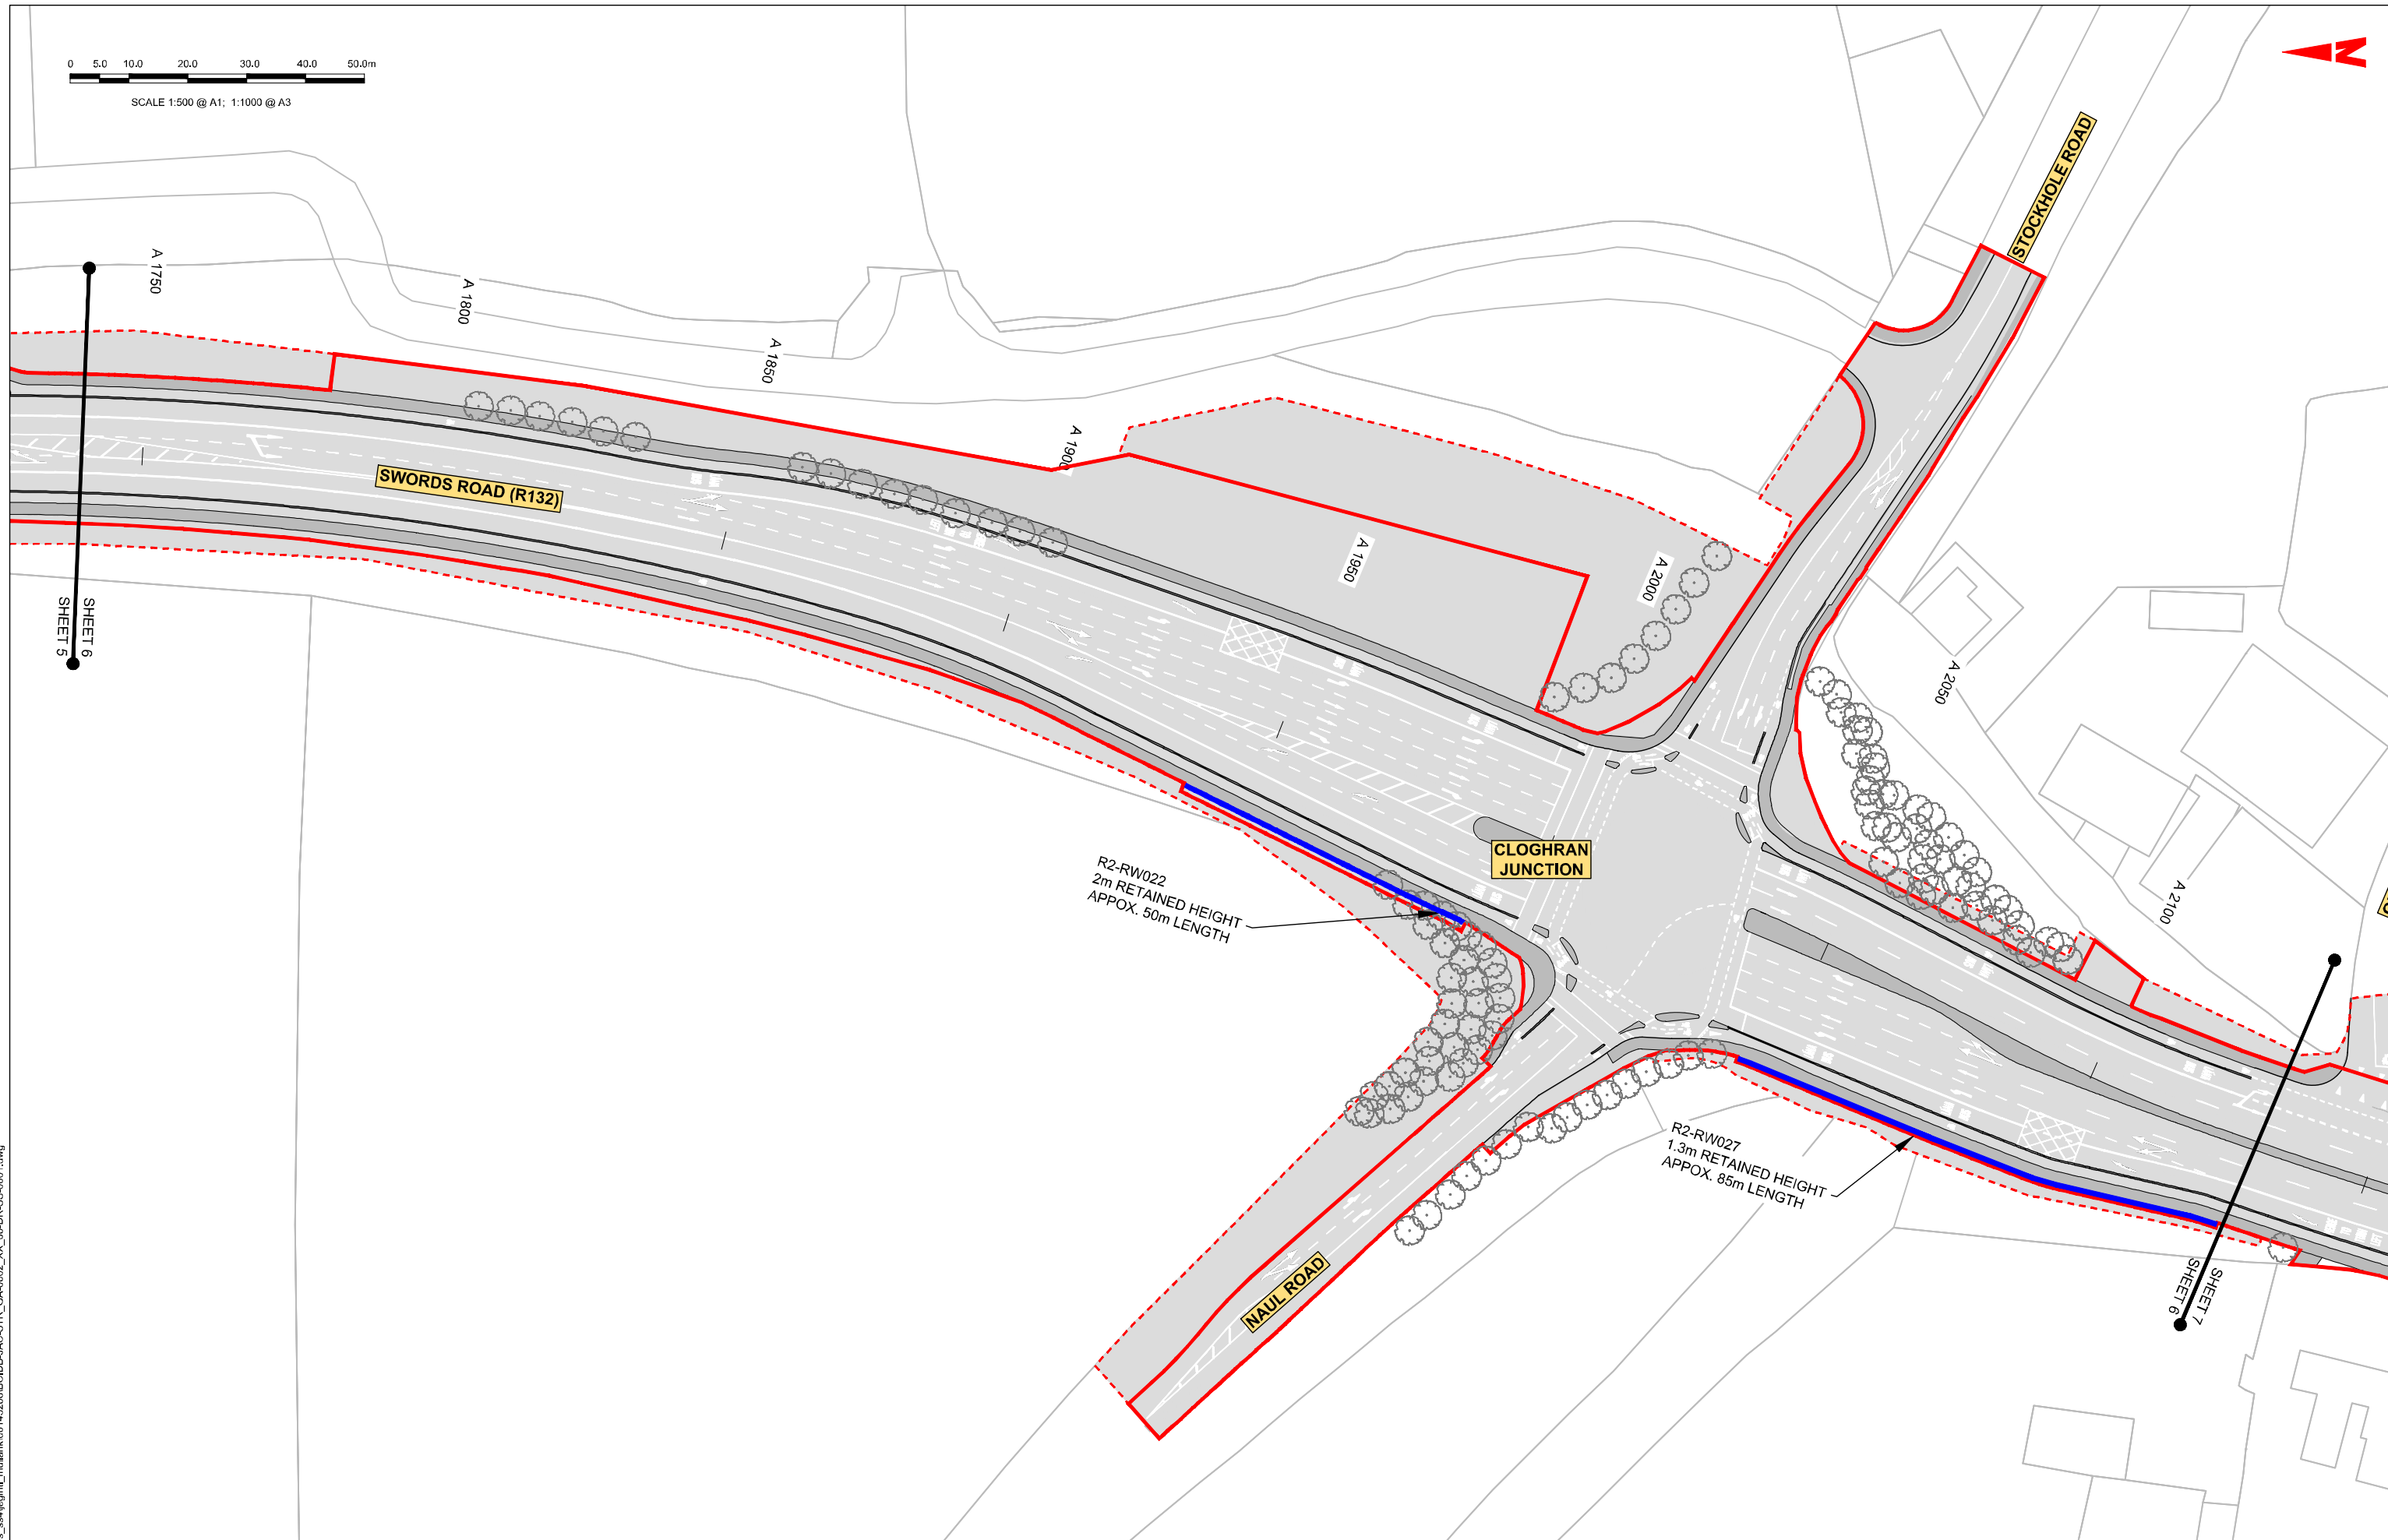 0 5.0 10.0 20.0 30.0 40.0 50.0m
SCALE 1:500 @ A1; 1:1000 @ A3
N
STOCKHOLE ROAD
A 1750
A 1800
A 1850
A 1900
A 1950
A 2000
A 2050
A 2100
SWORDS ROAD (R132)
SHEET 6
SHEET 5
CLOGHRAN
JUNCTION
R2-RW022
2m RETAINED HEIGHT
APPOX. 50m LENGTH
R2-RW027
1.3m RETAINED HEIGHT
APPOX. 85m LENGTH
NAUL ROAD
SHEET 7
SHEET 6